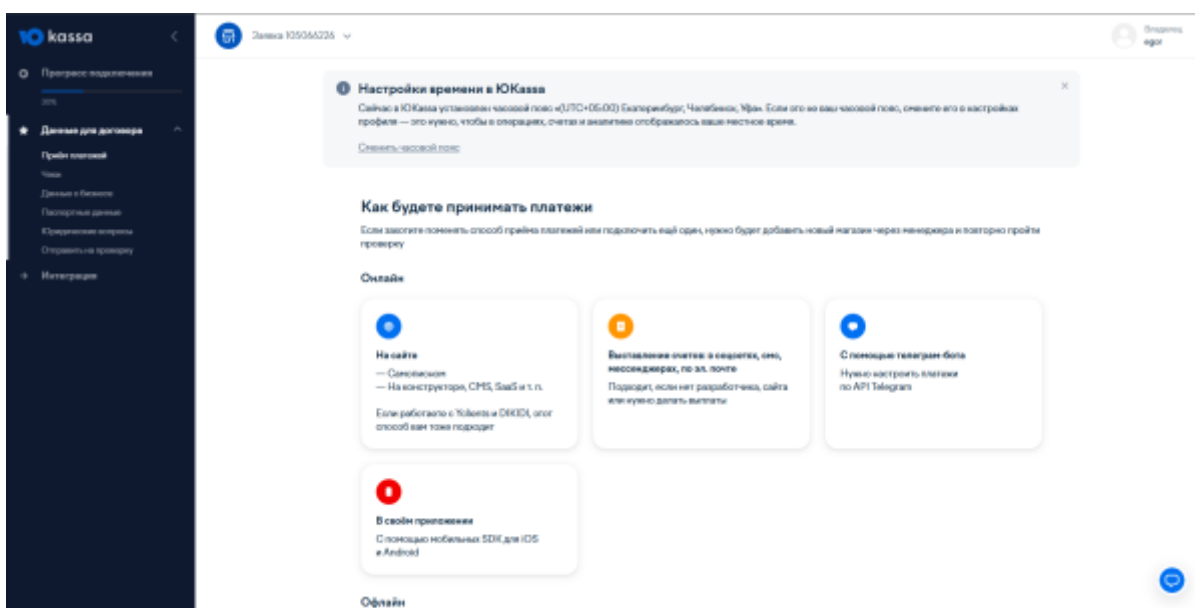 Ю kassa
Заявка 105066226
Владелец
egor
Прогресс подключения
20%
Данные для договора
Приём платежей
Чеки
Данные о бизнесе
Паспортные данные
Юридические вопросы
Отправить на проверку
Интеграция
Настройки времени в ЮKassa
Сейчас в ЮKassa установлен часовой пояс «(UTC+05:00) Екатеринбург, Челябинск, Уфа». Если это не ваш часовой пояс, смените его в настройках
профиля — это нужно, чтобы в операциях, счетах и аналитике отображалось ваше местное время.
Сменить часовой пояс
Как будете принимать платежи
Если захотите поменять способ приёма платежей или подключить ещё один, нужно будет добавить новый магазин через менеджера и повторно пройти
проверку
Онлайн
На сайте
— Самописном
— На конструкторе, CMS, SaaS и т. п.
Если работаете с Yclients и DIKIDI, этот
способ вам тоже подходит
Выставление счетов: в соцсетях, смс,
мессенджерах, по эл. почте
Подходит, если нет разработчика, сайта
или нужно делать выплаты
С помощью телеграм-бота
Нужно настроить платежи
по API Telegram
В своём приложении
С помощью мобильных SDK для iOS
и Android
Офлайн